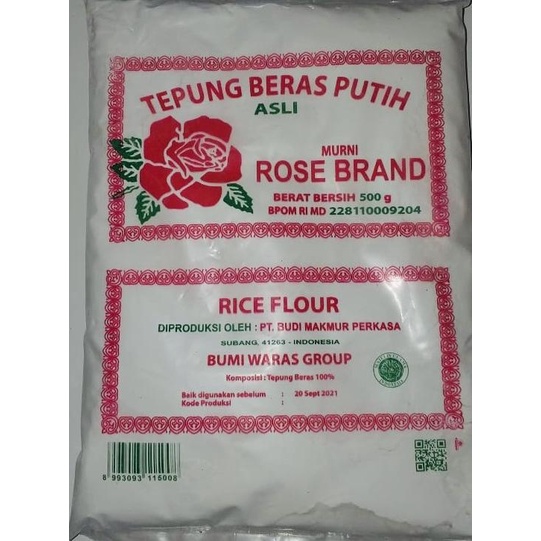 TEPUNG BERAS PUTIH
ASLI
MURNI
ROSE BRAND
BERAT BERSIH 500 g
BPOM RI MD 228110009204
RICE FLOUR
DIPRODUKSI OLEH : PT. BUDI MAKMUR PERKASA
SUBANG, 41263 - INDONESIA
BUMI WARAS GROUP
Komposisi : Tepung Beras 100%
Baik digunakan sebelum : 20 Sept 2021
Kode Produksi :
8 993093 115008